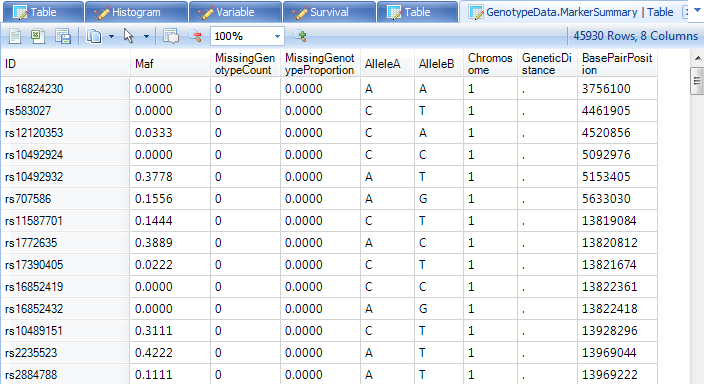 Table Histogram Variable Survival Table GenotypeData.MarkerSummary | Table
100% 45930 Rows, 8 Columns
ID Maf MissingGenotypeCount MissingGenotypeProportion AlleleA AlleleB Chromosome GeneticDistance BasePairPosition
rs16824230 0.0000 0 0.0000 A A 1 . 3756100
rs583027 0.0000 0 0.0000 C T 1 . 4461905
rs12120353 0.0333 0 0.0000 C A 1 . 4520856
rs10492924 0.0000 0 0.0000 C C 1 . 5092976
rs10492932 0.3778 0 0.0000 A T 1 . 5153405
rs707586 0.1556 0 0.0000 A G 1 . 5633030
rs11587701 0.1444 0 0.0000 C T 1 . 13819084
rs1772635 0.3889 0 0.0000 A C 1 . 13820812
rs17390405 0.0222 0 0.0000 C T 1 . 13821674
rs16852419 0.0000 0 0.0000 C C 1 . 13822361
rs16852432 0.0000 0 0.0000 A G 1 . 13822418
rs10489151 0.3111 0 0.0000 C T 1 . 13928296
rs2235523 0.4222 0 0.0000 A T 1 . 13969044
rs2884788 0.1111 0 0.0000 A T 1 . 13969222